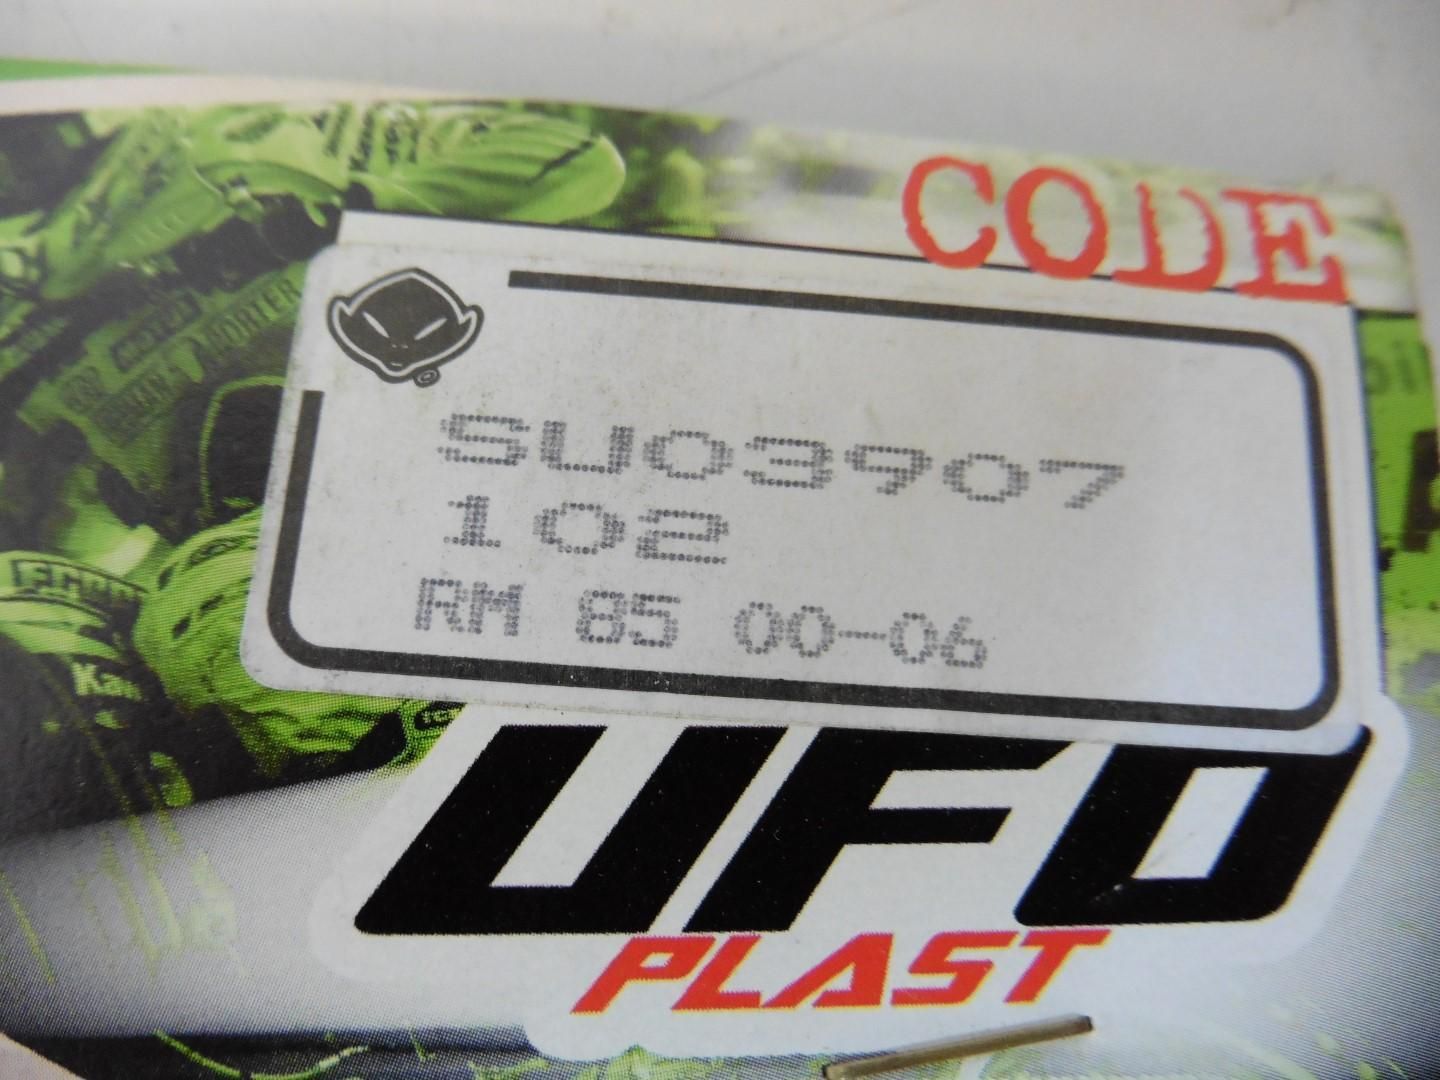 CODE
SU03907
102
RM 85 00-06
UFO
PLAST